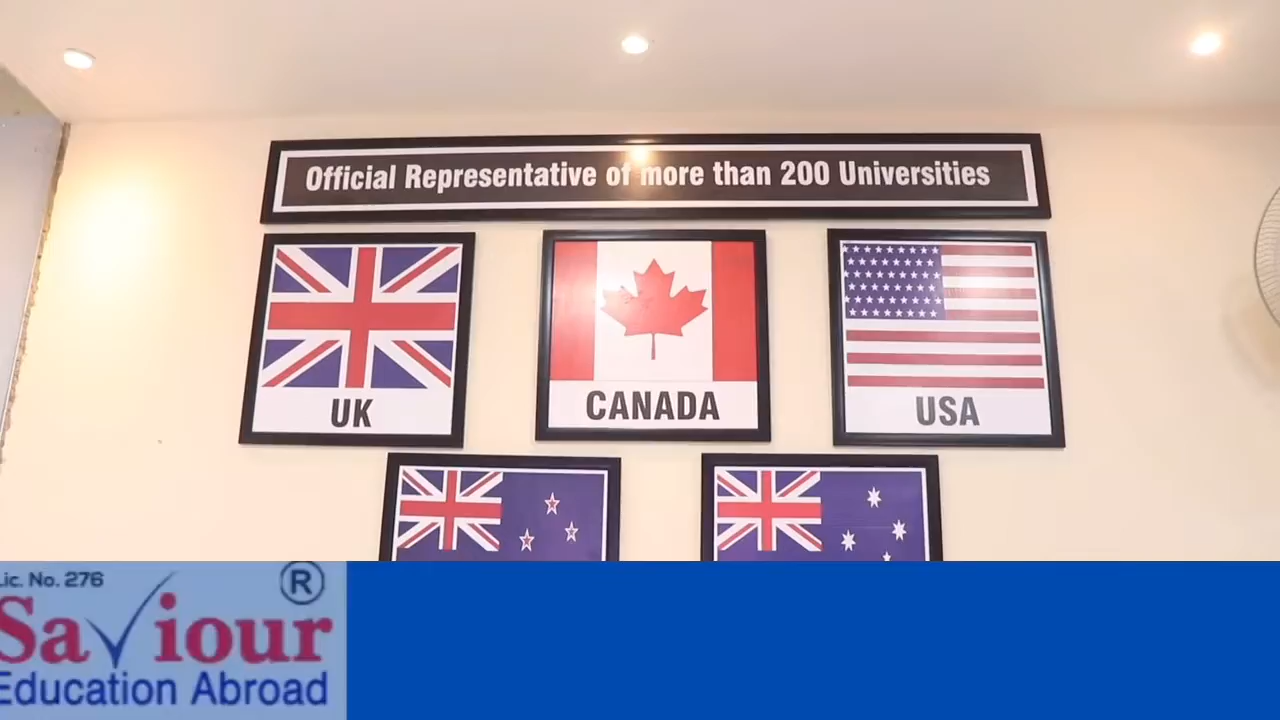 Official Representative of more than 200 Universities
UK
CANADA
USA
Lic. No. 276
®
Saviour
Education Abroad